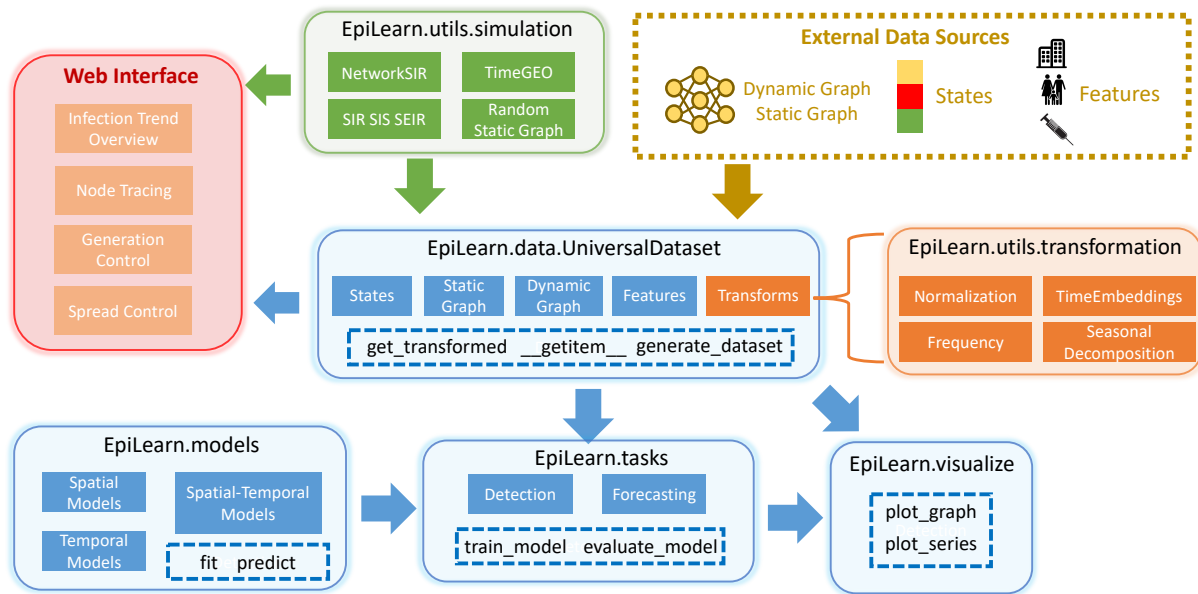 EpiLearn.utils.simulation
NetworkSIR
TimeGEO
SIR SIS SEIR
Random
Static Graph
External Data Sources
Dynamic Graph
Static Graph
States
Features
Web Interface
Infection Trend
Overview
Node Tracing
Generation
Control
Spread Control
EpiLearn.data.UniversalDataset
States
Static
Graph
Dynamic
Graph
Features
Transforms
get_transformed __getitem__ generate_dataset
EpiLearn.utils.transformation
Normalization
TimeEmbeddings
Frequency
Seasonal
Decomposition
EpiLearn.models
Spatial
Models
Spatial-Temporal
Models
Temporal
Models
fit predict
EpiLearn.tasks
Detection
Forecasting
train_model evaluate_model
EpiLearn.visualize
plot_graph
plot_series